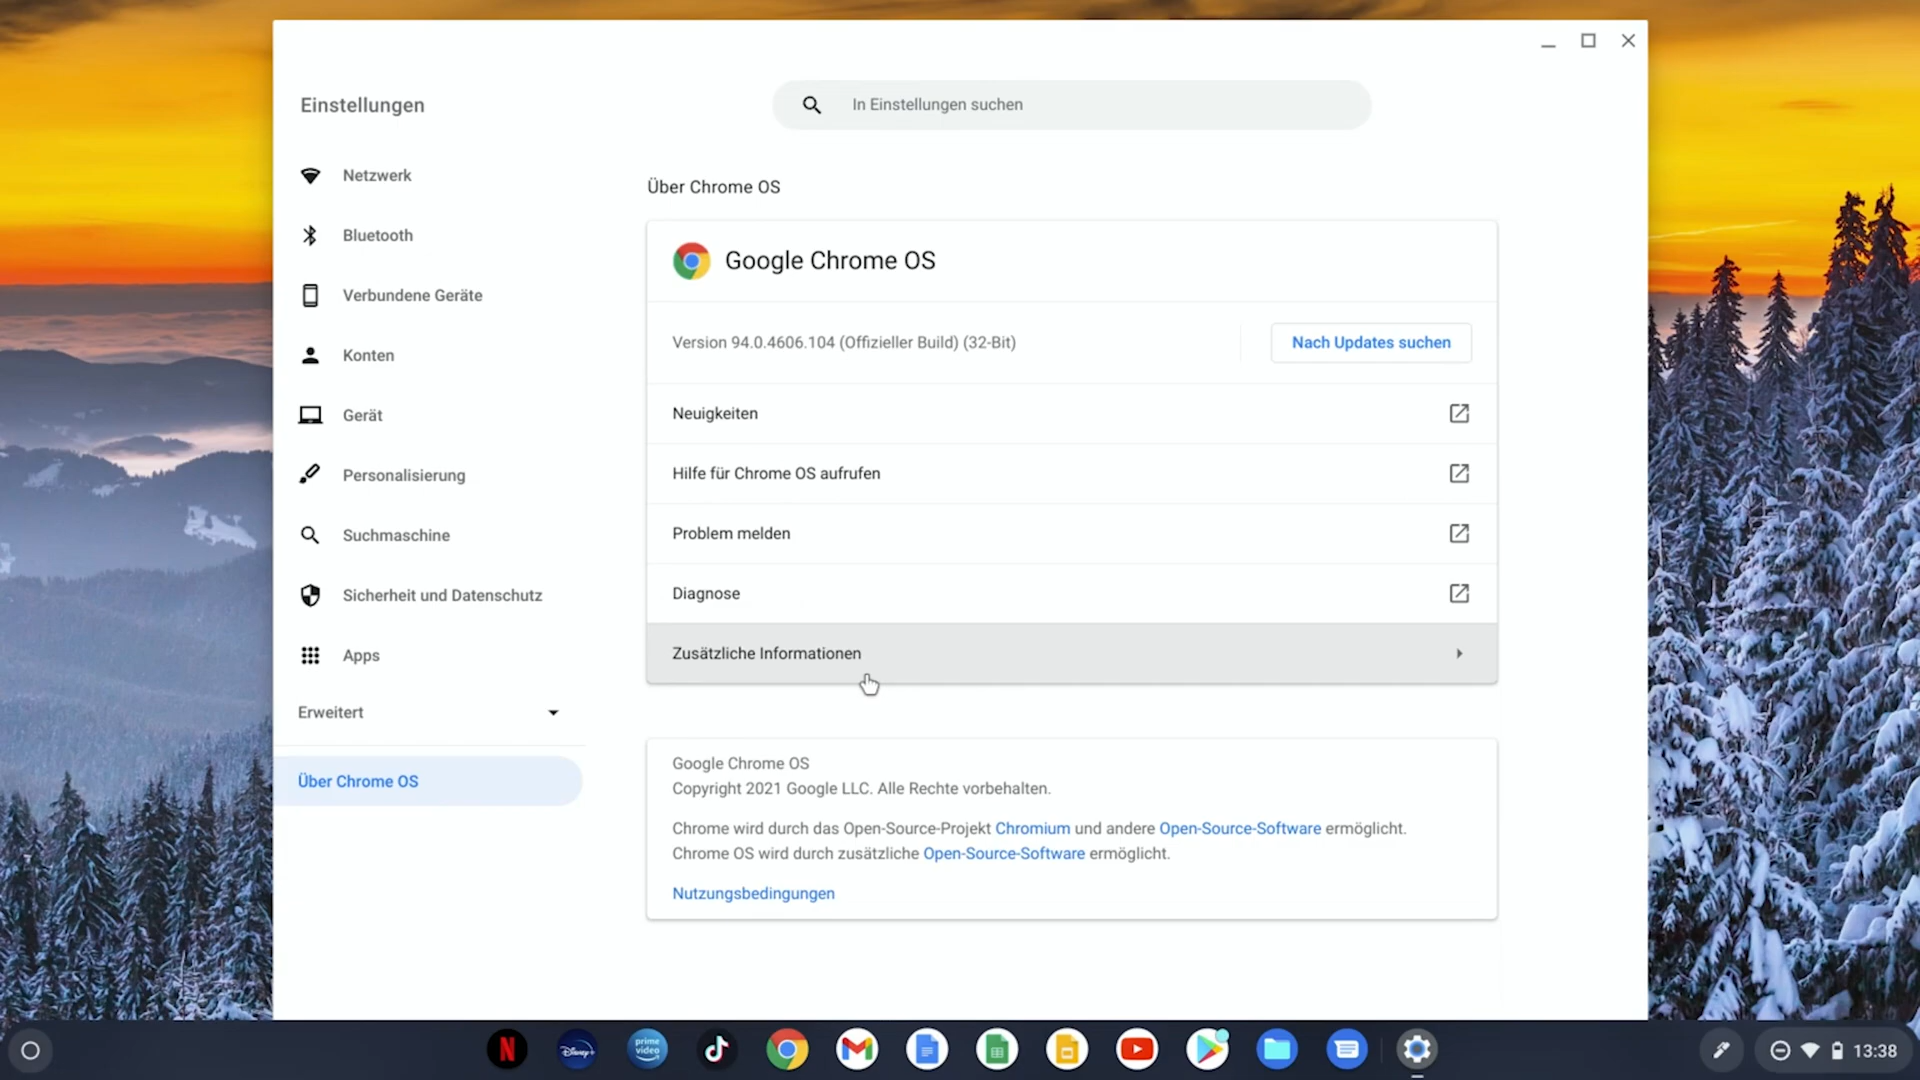 Einstellungen
In Einstellungen suchen
Netzwerk
Bluetooth
Verbundene Geräte
Konten
Gerät
Personalisierung
Suchmaschine
Sicherheit und Datenschutz
Apps
Erweitert
Über Chrome OS
Über Chrome OS
Google Chrome OS
Version 94.0.4606.104 (Offizieller Build) (32-Bit)
Nach Updates suchen
Neuigkeiten
Hilfe für Chrome OS aufrufen
Problem melden
Diagnose
Zusätzliche Informationen
Google Chrome OS
Copyright 2021 Google LLC. Alle Rechte vorbehalten.
Chrome wird durch das Open-Source-Projekt Chromium und andere Open-Source-Software ermöglicht.
Chrome OS wird durch zusätzliche Open-Source-Software ermöglicht.
Nutzungsbedingungen
N
Disney+
prime
video
13:38